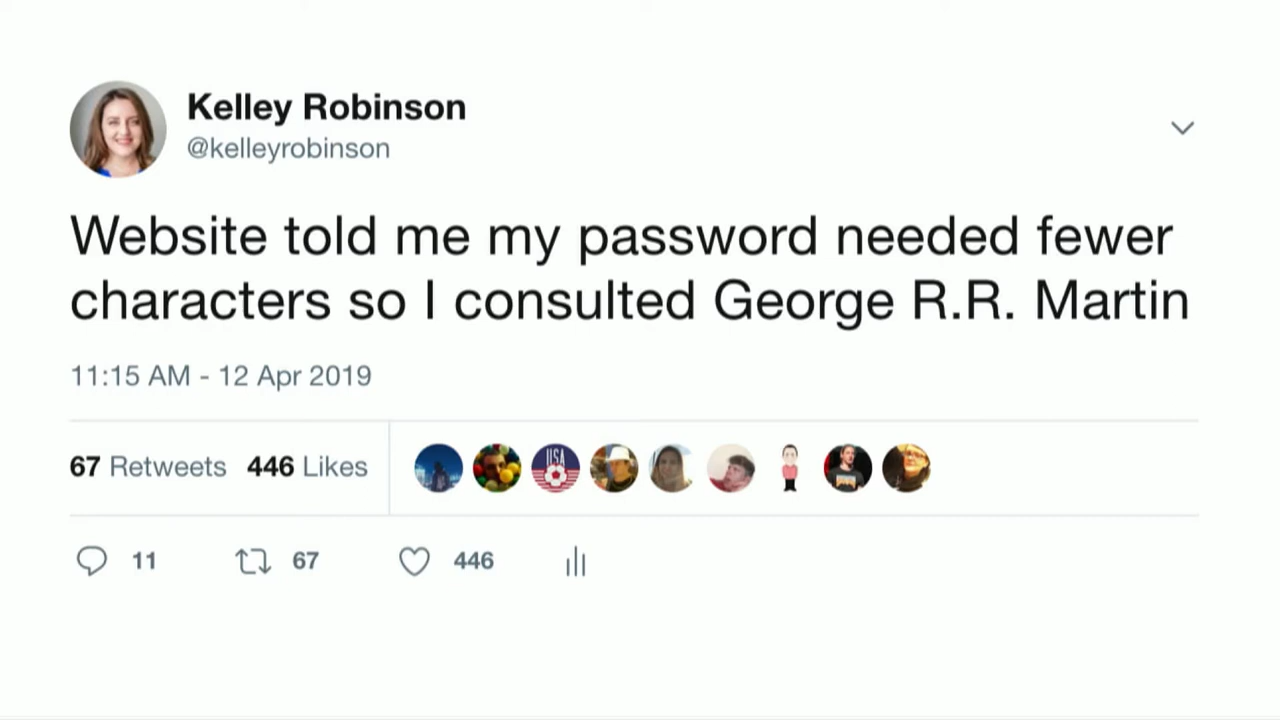 Kelley Robinson
@kelleyrobinson
Website told me my password needed fewer
characters so I consulted George R.R. Martin
11:15 AM - 12 Apr 2019
67 Retweets 446 Likes
USA
11 67 446